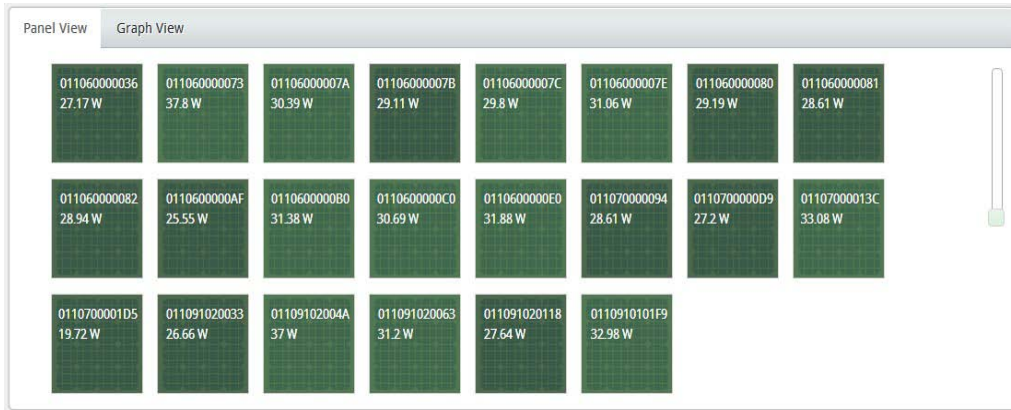 Panel View Graph View
011060000036 011060000073 01106000007A 01106000007B 01106000007C 01106000007E 011060000080 011060000081
27.17 W 37.8 W 30.39 W 29.11 W 29.8 W 31.06 W 29.19 W 28.61 W
011060000082 0110600000AF 0110600000B0 0110600000C0 0110600000E0 011070000094 0110700000D9 01107000013C
28.94 W 25.55 W 31.38 W 30.69 W 31.88 W 28.61 W 27.2 W 33.08 W
0110700001D5 011091020033 01109102004A 011091020063 011091020118 0110910101F9
19.72 W 26.66 W 37 W 31.2 W 27.64 W 32.98 W